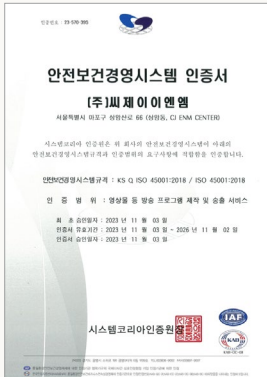 인증번호 : 23-570-395
안전보건경영시스템 인증서
(주)씨제이이엔엠
서울특별시 마포구 상암산로 66 (상암동, CJ ENM CENTER)
시스템코리아 인증원은 위 회사의 안전보건경영시스템이 아래의
안전보건경영시스템규격과 인증범위의 요구사항에 적합함을 인증합니다.
안전보건경영시스템규격 : KS Q ISO 45001:2018 / ISO 45001:2018
인 증 범 위 : 영상물 등 방송 프로그램 제작 및 송출 서비스
최 초 승인일자 : 2023 년 11 월 03 일
인증서 유효기간 : 2023 년 11 월 03 일 - 2026 년 11 월 02 일
인증서 승인일자 : 2023 년 11 월 03 일
시스템코리아인증원장
IAF
KAB